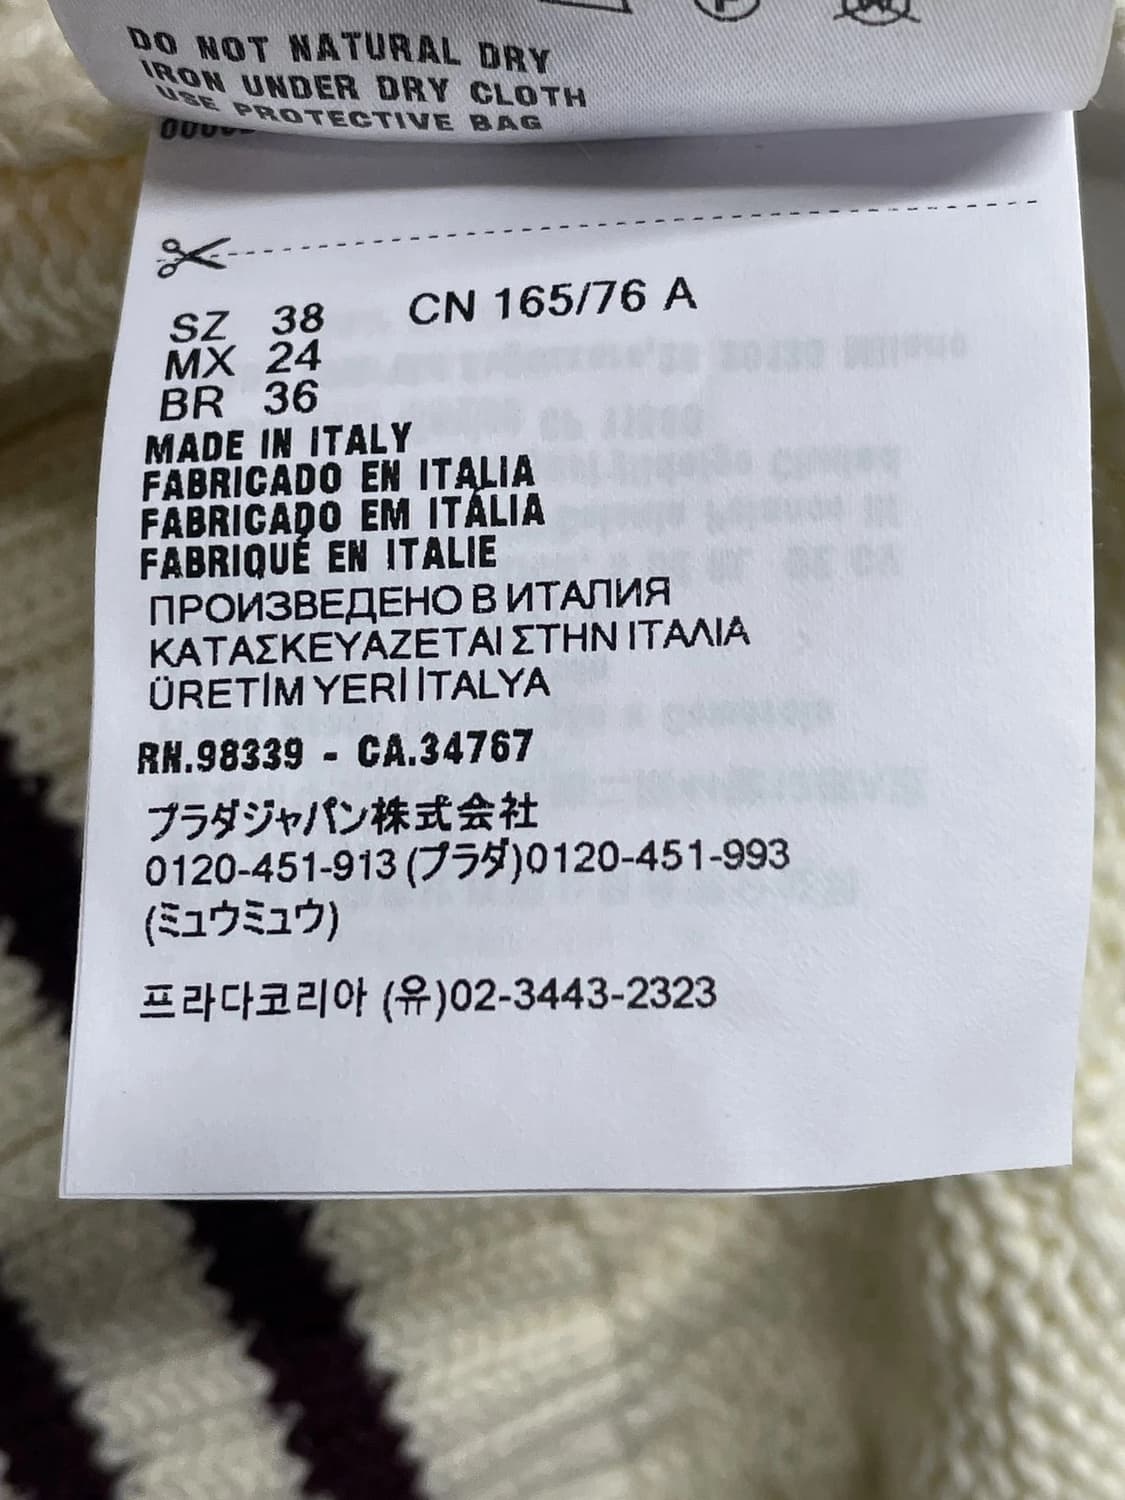 DO NOT NATURAL DRY
IRON UNDER DRY CLOTH
USE PROTECTIVE BAG
SZ 38 CN 165/76 A
MX 24
BR 36
MADE IN ITALY
FABRICADO EN ITALIA
FABRICADO EM ITÁLIA
FABRIQUÉ EN ITALIE
ПРОИЗВЕДЕНО В ИТАЛИЯ
ΚΑΤΑΣΚΕΥΑΖΕΤΑΙ ΣΤΗΝ ΙΤΑΛΙΑ
ÜRETİM YERİ İTALYA
RN.98339 - CA.34767
プラダジャパン株式会社
0120-451-913 (プラダ)0120-451-993
(ミュウミュウ)
프라다코리아 (유)02-3443-2323